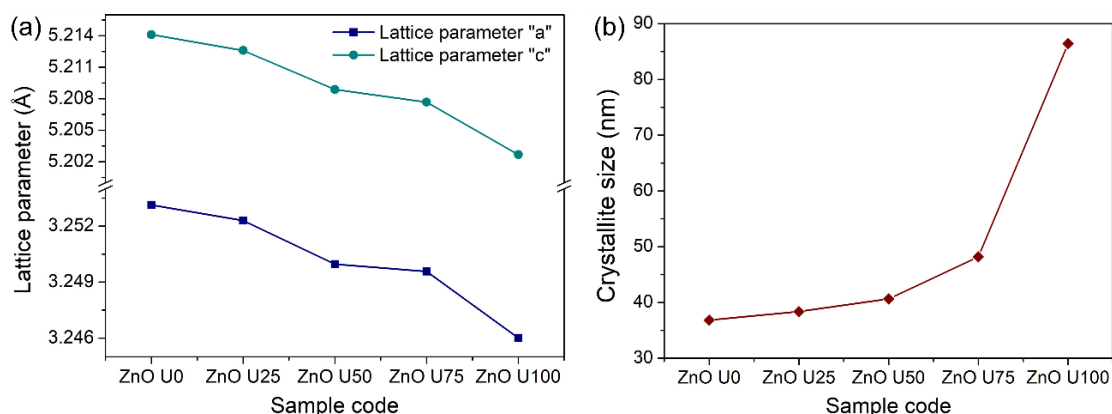 (a)
Lattice parameter "a"
Lattice parameter "c"
Lattice parameter (Å)
5.214
5.211
5.208
5.205
5.202
3.252
3.249
3.246
ZnO U0 ZnO U25 ZnO U50 ZnO U75 ZnO U100
Sample code
(b)
Crystallite size (nm)
90
80
70
60
50
40
30
ZnO U0 ZnO U25 ZnO U50 ZnO U75 ZnO U100
Sample code